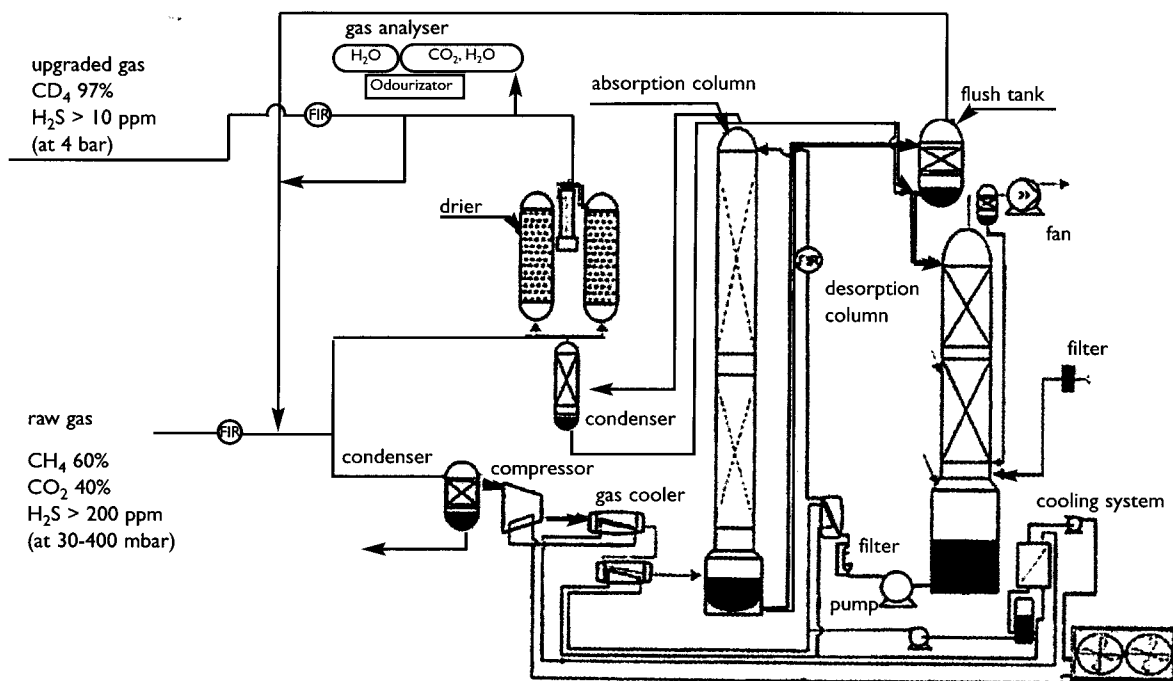 gas analyser
H₂O
CO₂, H₂O
Odourizator
upgraded gas
CD₄ 97%
H₂S > 10 ppm
(at 4 bar)
FIR
absorption column
flush tank
drier
fan
FIR
desorption
column
filter
condenser
raw gas
FIR
CH₄ 60%
CO₂ 40%
H₂S > 200 ppm
(at 30-400 mbar)
condenser
compressor
gas cooler
cooling system
filter
pump